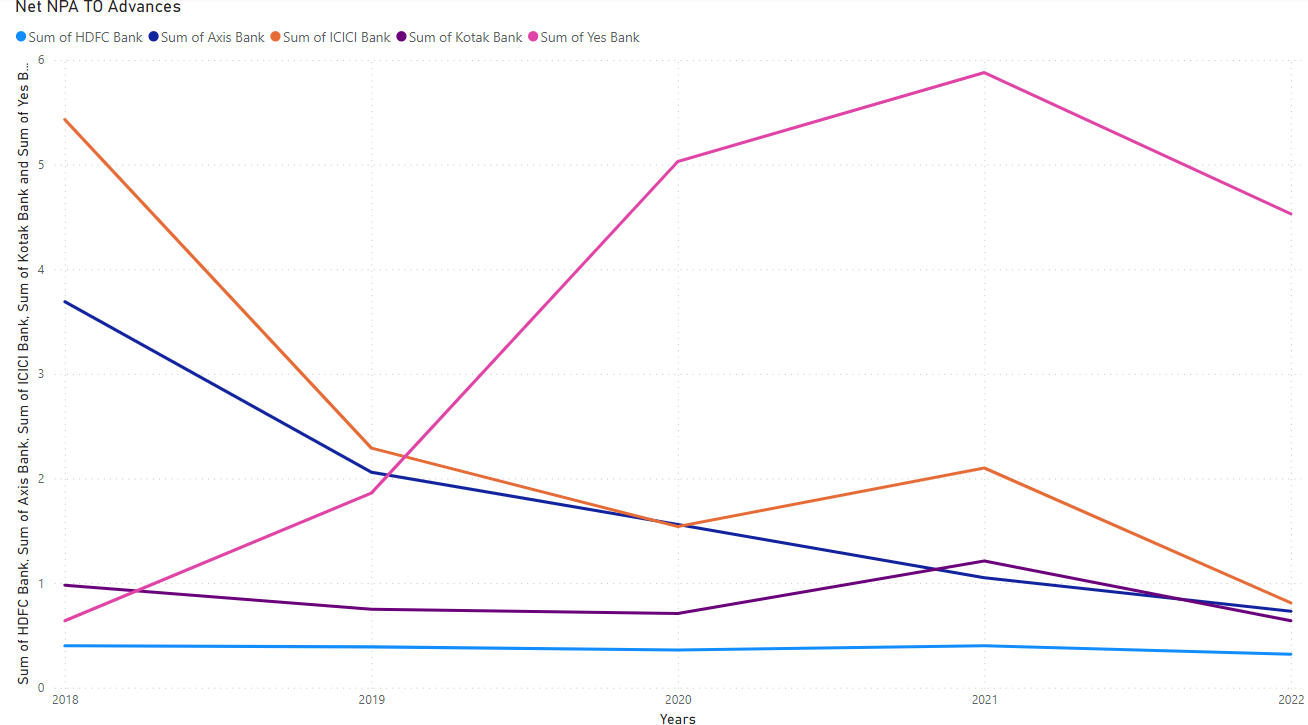 Net NPA TO Advances
Sum of HDFC Bank Sum of Axis Bank Sum of ICICI Bank Sum of Kotak Bank Sum of Yes Bank
Sum of HDFC Bank, Sum of Axis Bank, Sum of ICICI Bank, Sum of Kotak Bank and Sum of Yes B...
6
5
4
3
2
1
0
2018 2019 2020 2021 2022
Years